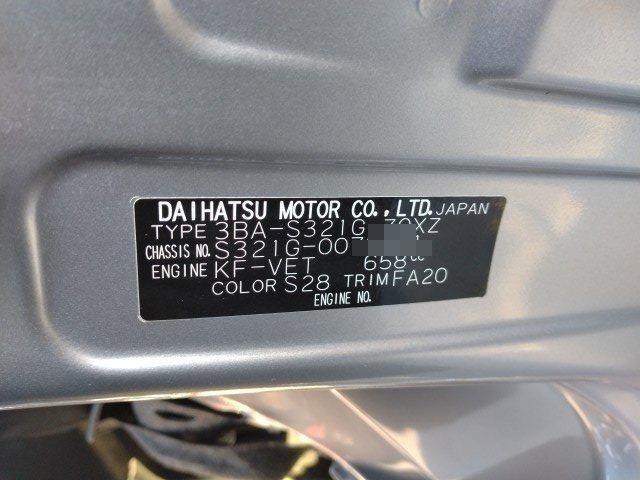 DAIHATSU MOTOR CO.,LTD. JAPAN
TYPE 3BA-S321G
CHASSIS NO. S321G-007
ENGINE KF-VET 658cc
COLOR S28 TRIM FA20
ENGINE NO.